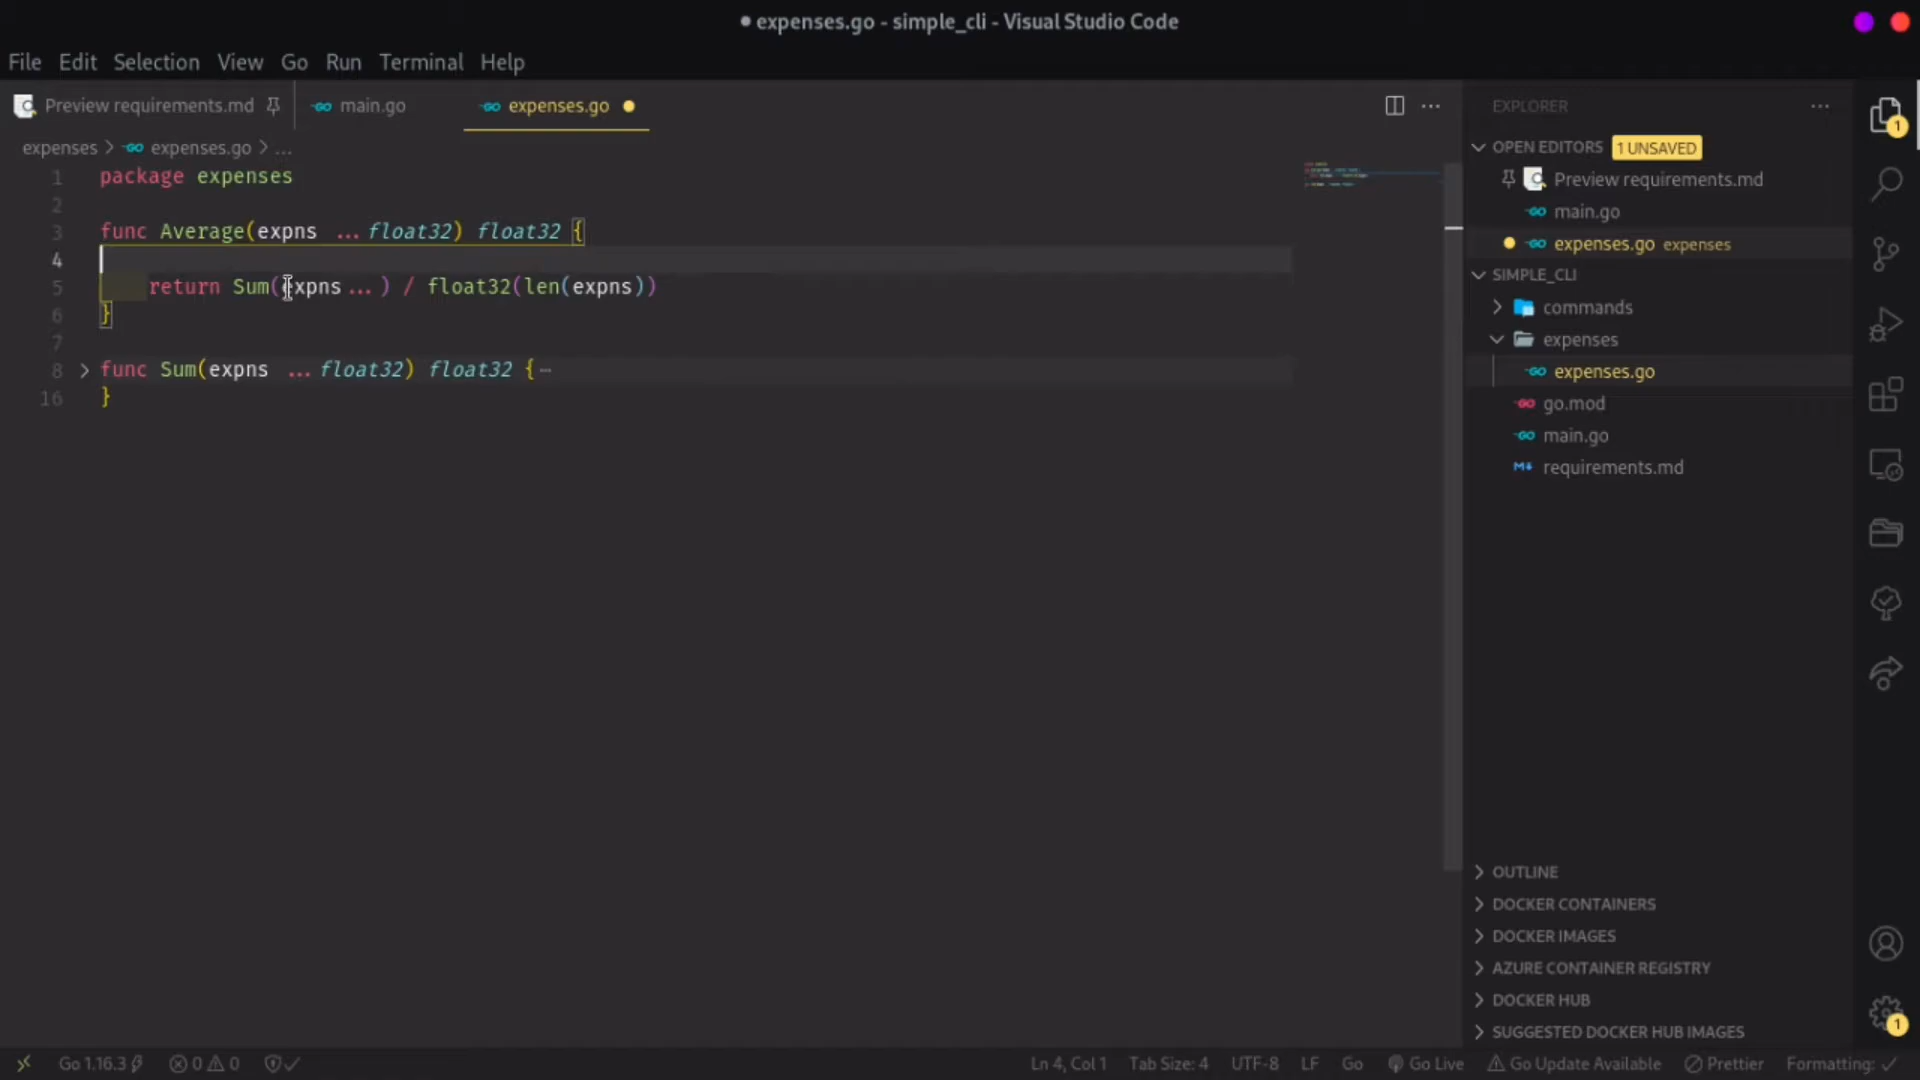 ● expenses.go - simple_cli - Visual Studio Code
File Edit Selection View Go Run Terminal Help
Preview requirements.md main.go expenses.go
expenses > expenses.go > ...
1 package expenses
2
3 func Average(expns ...float32) float32 {
4
5 return Sum(expns...) / float32(len(expns))
6 }
7
8 func Sum(expns ...float32) float32 {
16 }
EXPLORER
OPEN EDITORS 1 UNSAVED
Preview requirements.md
main.go
expenses.go expenses
SIMPLE_CLI
commands
expenses
expenses.go
go.mod
main.go
requirements.md
OUTLINE
DOCKER CONTAINERS
DOCKER IMAGES
AZURE CONTAINER REGISTRY
DOCKER HUB
SUGGESTED DOCKER HUB IMAGES
1
1
Go 1.16.3 0 0 Ln 4, Col 1 Tab Size: 4 UTF-8 LF Go Go Live Go Update Available Prettier Formatting: ✓